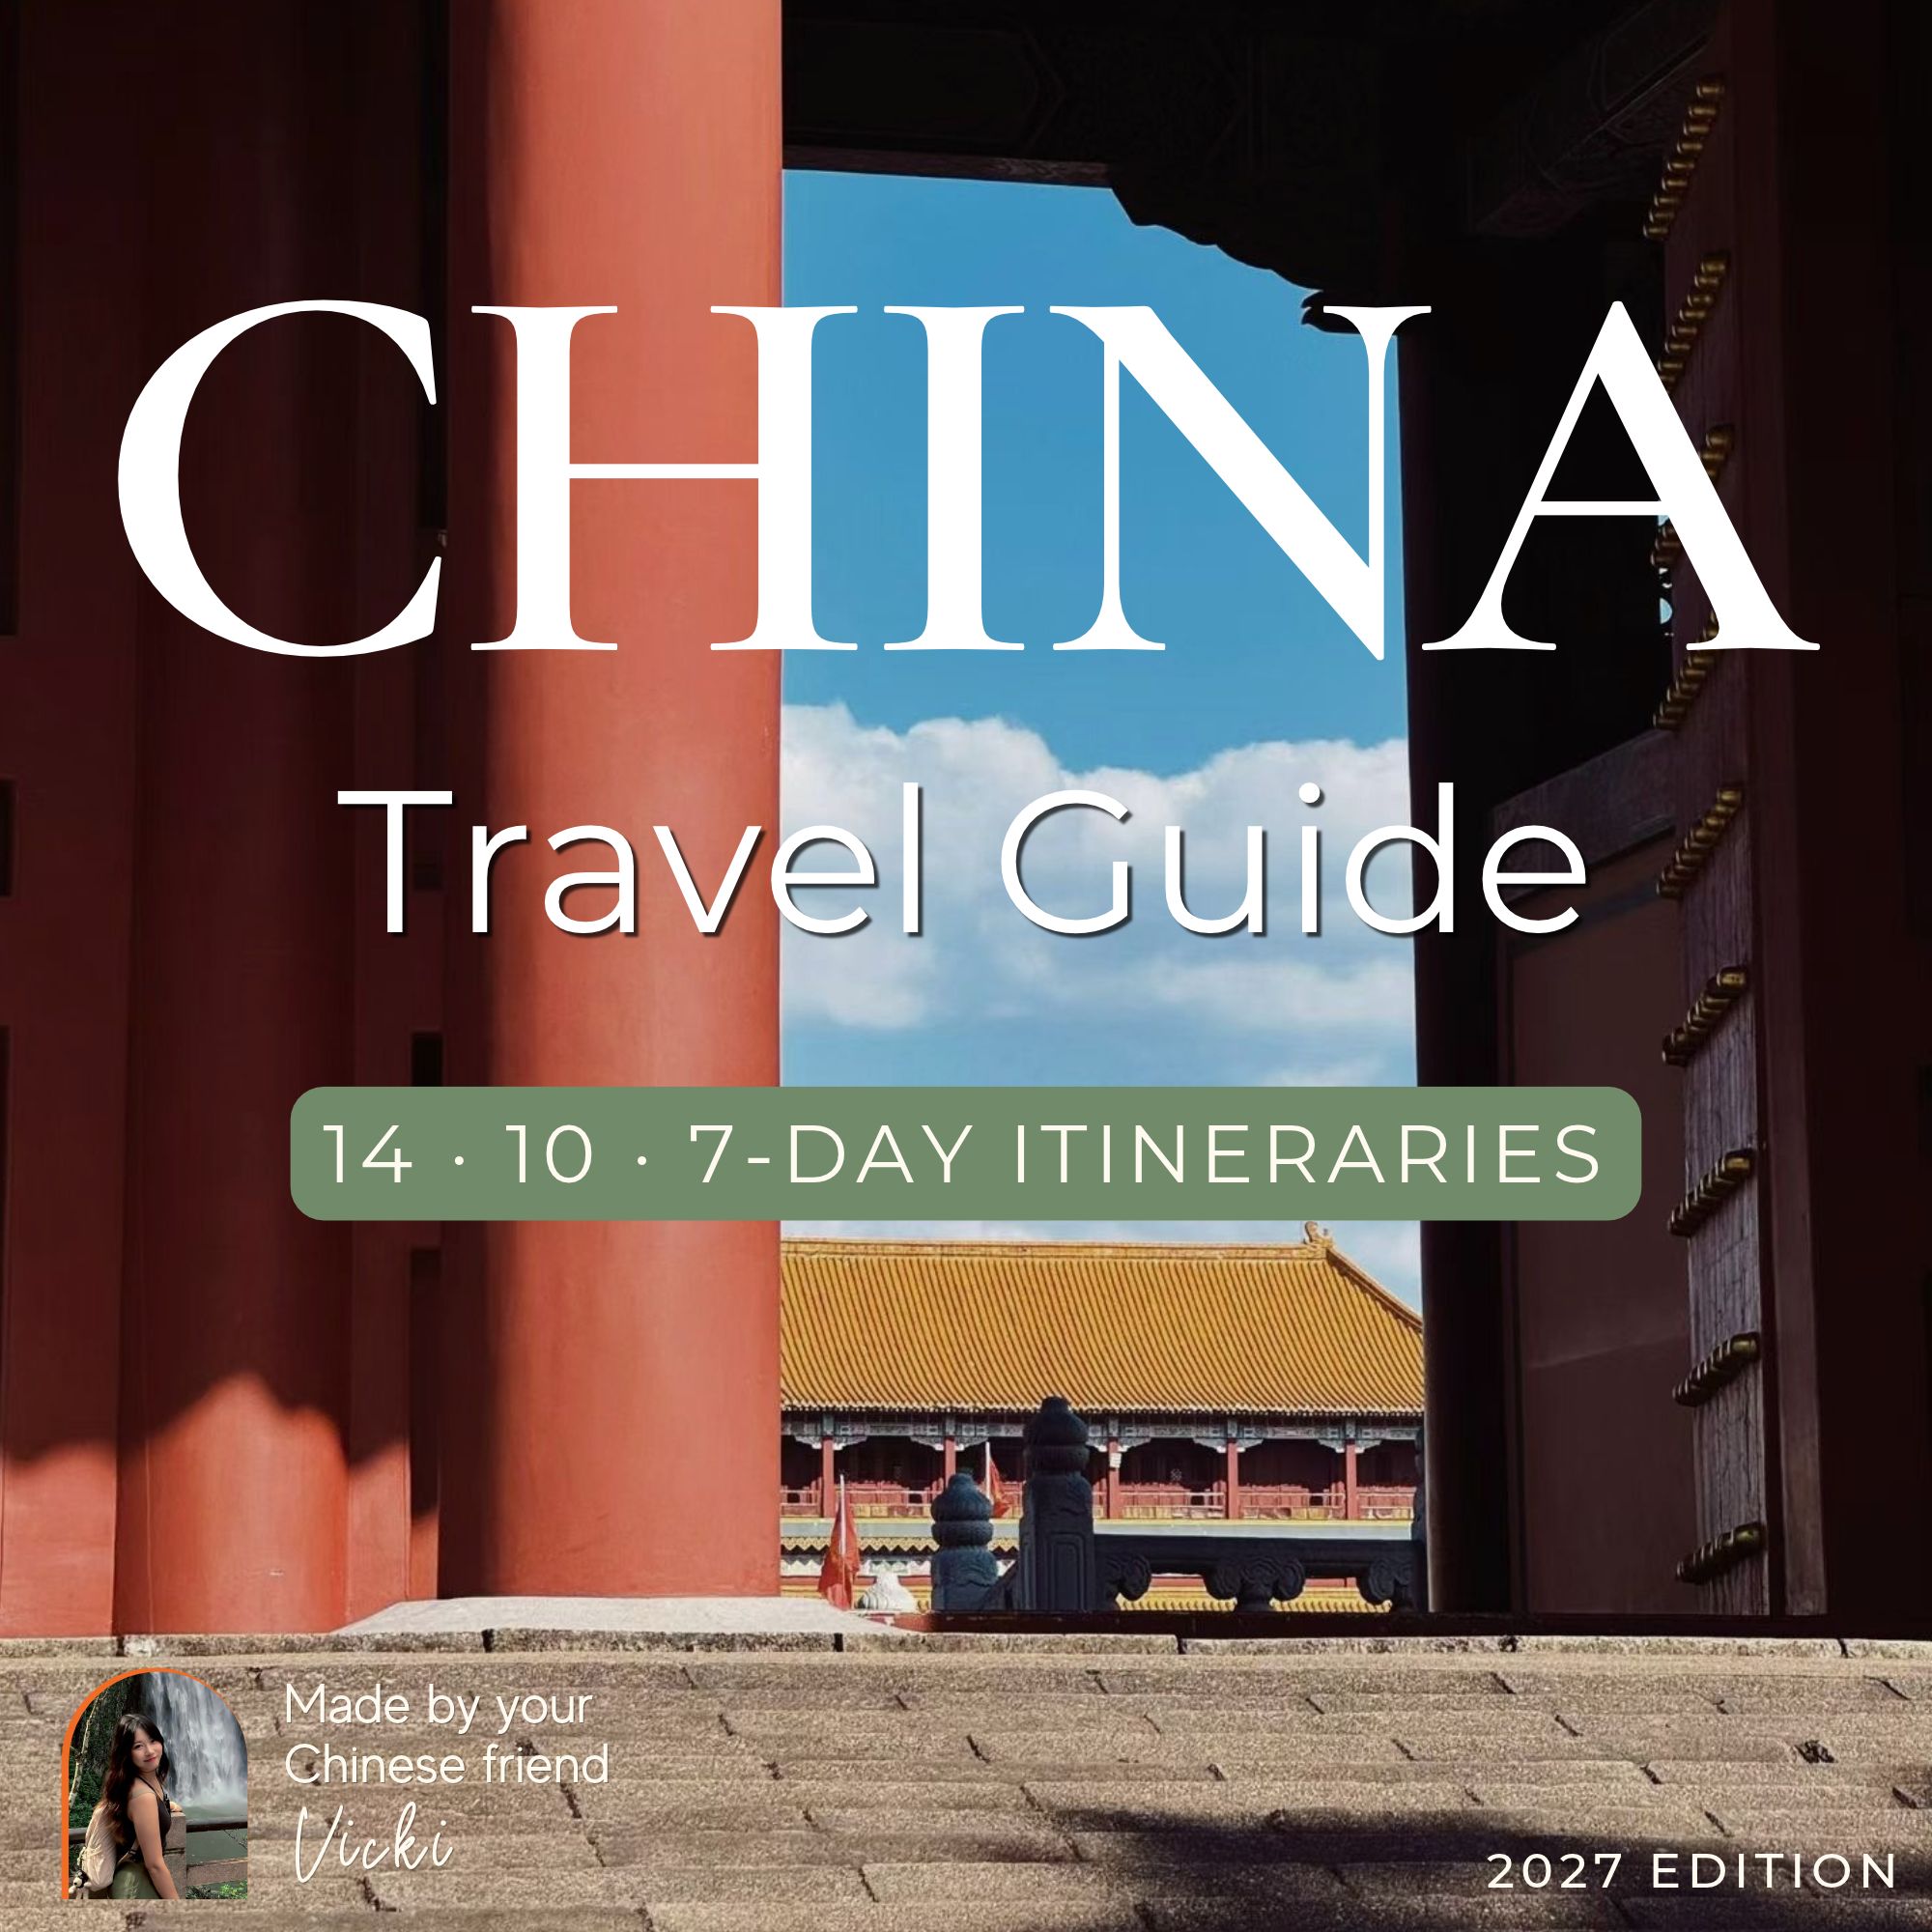 CHINA
Travel Guide
14 · 10 · 7-DAY ITINERARIES
Made by your
Chinese friend
Vicki
2027 EDITION